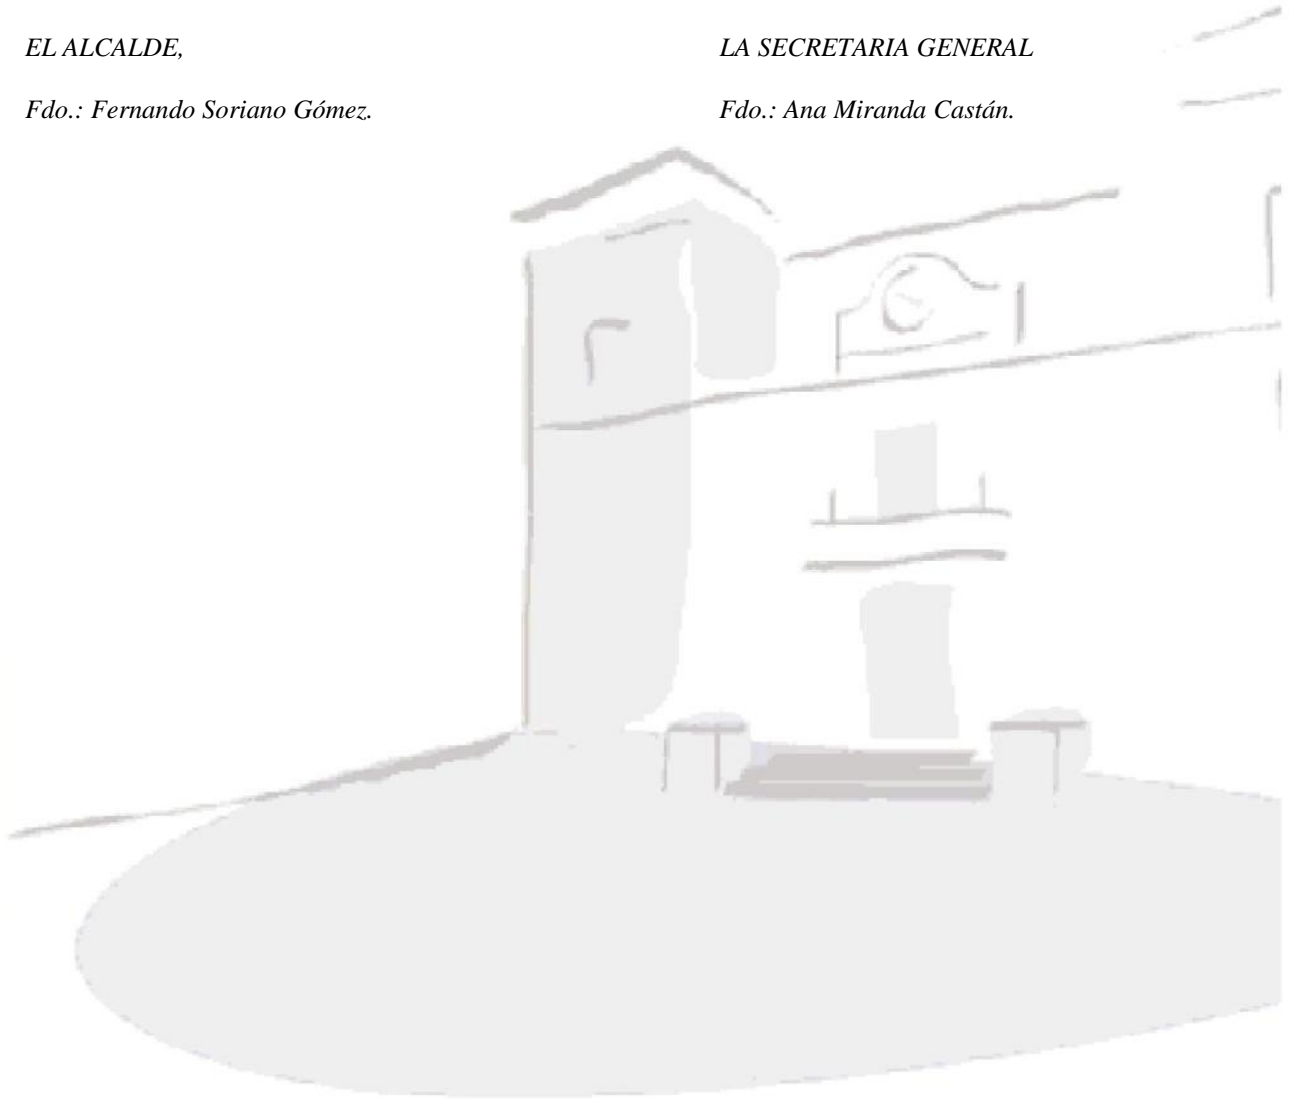 EL ALCALDE, LA SECRETARIA GENERAL
Fdo.: Fernando Soriano Gómez. Fdo.: Ana Miranda Castán.